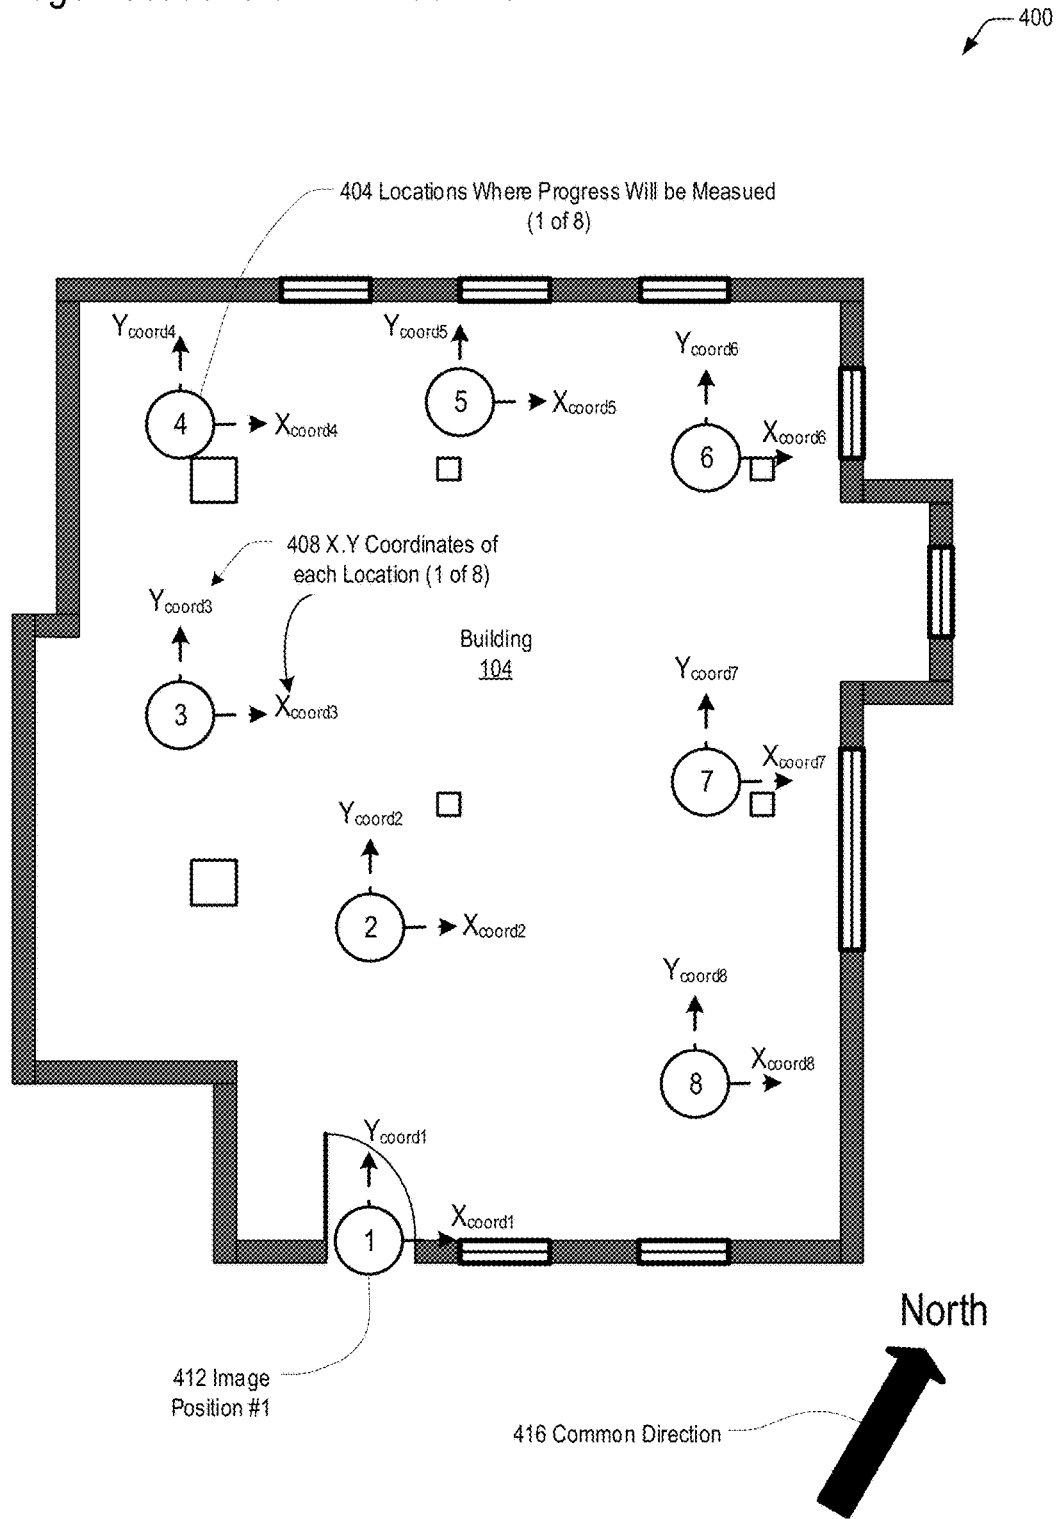 400
404 Locations Where Progress Will be Measued
(1 of 8)
Ycoord4
Ycoord5
Ycoord6
4
Xcoord4
5
Xcoord5
6
Xcoord6
408 X.Y Coordinates of
each Location (1 of 8)
Ycoord3
Building
104
3
Xcoord3
Ycoord7
7
Xcoord7
Ycoord2
2
Xcoord2
Ycoord8
8
Xcoord8
Ycoord1
1
Xcoord1
North
412 Image
Position #1
416 Common Direction